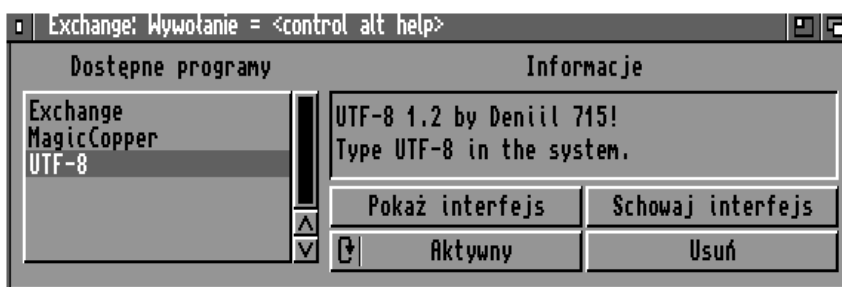 Exchange: Wywołanie = <control alt help>
Dostępne programy
Informacje
Exchange
MagicCopper
UTF-8
UTF-8 1.2 by Deniil 715!
Type UTF-8 in the system.
Pokaż interfejs
Schowaj interfejs
Aktywny
Usuń